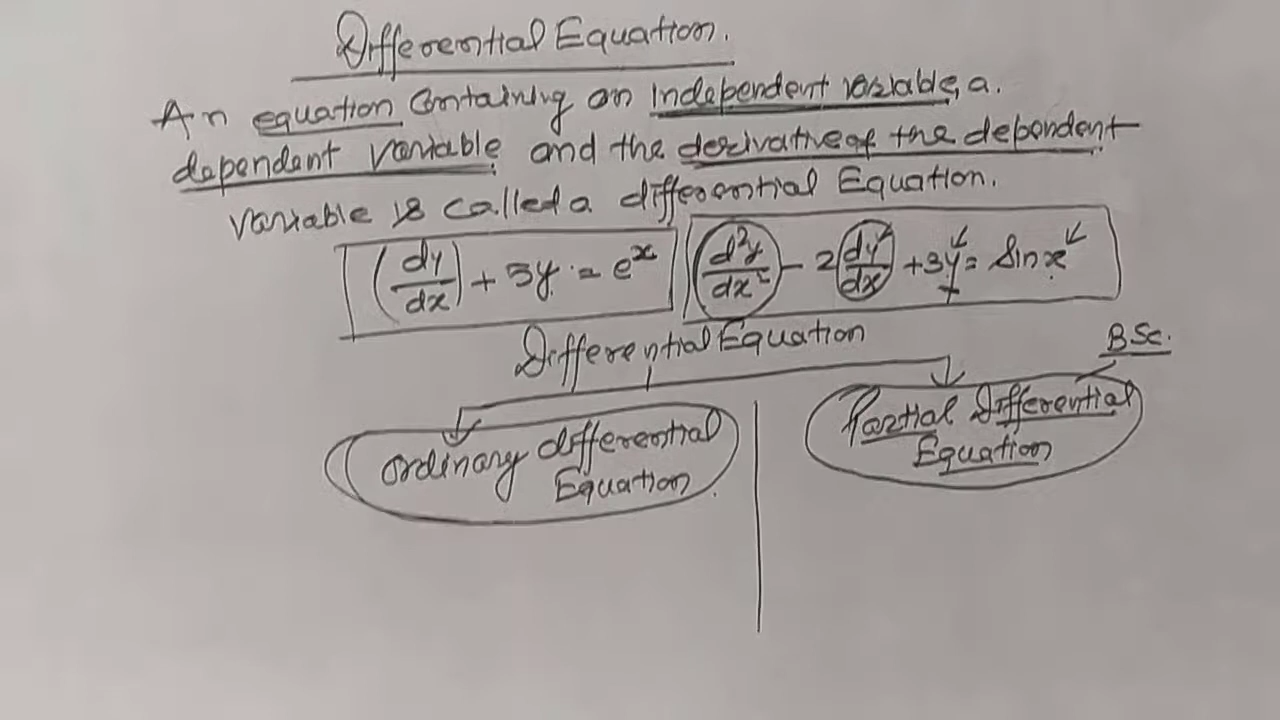 Differential Equation.
An equation containing an independent variable, a.
dependent variable and the derivative of the dependent
variable is called a differential Equation.
(dy/dx) + 3y = e^x (d²y/dx²) - 2(dy/dx) + 3y = Sin x
Differential Equation
BSc.
Ordinary differential Equation.
Partial Differential Equation